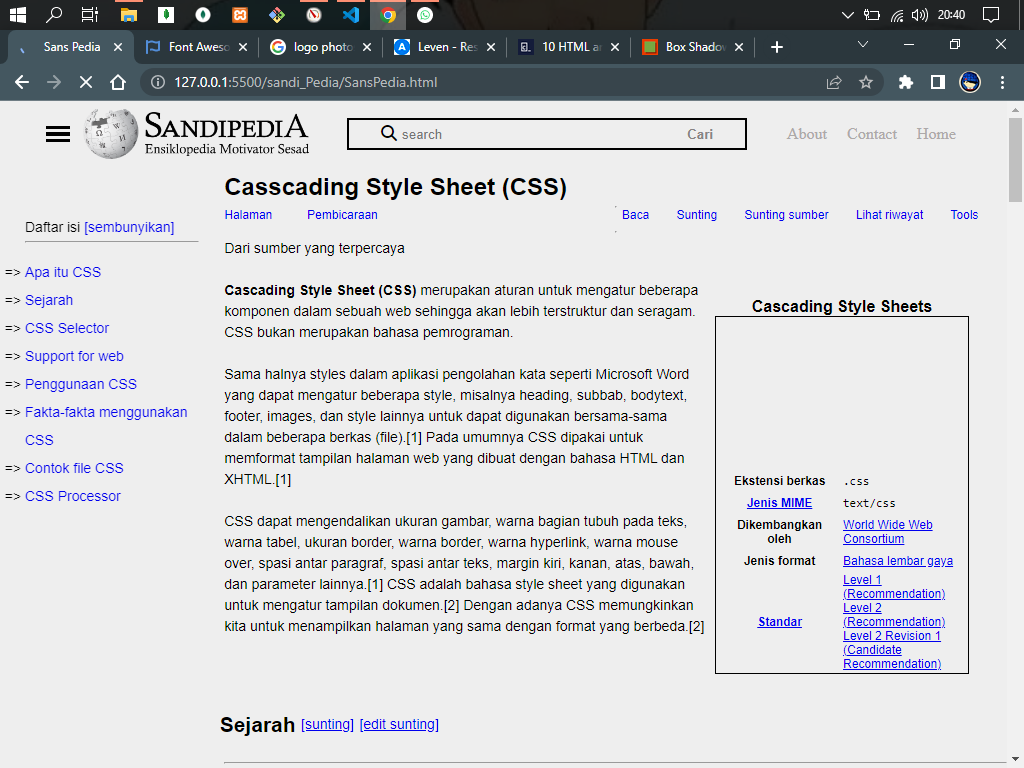 20:40
Sans Pedia
Font Aweso
logo photo
Leven - Res
10 HTML an
Box Shadow
127.0.0.1:5500/sandi_Pedia/SansPedia.html
SANDIPEDIA
Ensiklopedia Motivator Sesad
search
Cari
About
Contact
Home
Casscading Style Sheet (CSS)
Halaman
Pembicaraan
Baca
Sunting
Sunting sumber
Lihat riwayat
Tools
Daftar isi [sembunyikan]
=> Apa itu CSS
=> Sejarah
=> CSS Selector
=> Support for web
=> Penggunaan CSS
=> Fakta-fakta menggunakan
CSS
=> Contok file CSS
=> CSS Processor
Dari sumber yang terpercaya
Cascading Style Sheet (CSS) merupakan aturan untuk mengatur beberapa
komponen dalam sebuah web sehingga akan lebih terstruktur dan seragam.
CSS bukan merupakan bahasa pemrograman.
Sama halnya styles dalam aplikasi pengolahan kata seperti Microsoft Word
yang dapat mengatur beberapa style, misalnya heading, subbab, bodytext,
footer, images, dan style lainnya untuk dapat digunakan bersama-sama
dalam beberapa berkas (file).[1] Pada umumnya CSS dipakai untuk
memformat tampilan halaman web yang dibuat dengan bahasa HTML dan
XHTML.[1]
CSS dapat mengendalikan ukuran gambar, warna bagian tubuh pada teks,
warna tabel, ukuran border, warna border, warna hyperlink, warna mouse
over, spasi antar paragraf, spasi antar teks, margin kiri, kanan, atas, bawah,
dan parameter lainnya.[1] CSS adalah bahasa style sheet yang digunakan
untuk mengatur tampilan dokumen.[2] Dengan adanya CSS memungkinkan
kita untuk menampilkan halaman yang sama dengan format yang berbeda.[2]
Cascading Style Sheets
Ekstensi berkas .css
Jenis MIME text/css
Dikembangkan oleh World Wide Web
Consortium
Jenis format Bahasa lembar gaya
Standar
Level 1
(Recommendation)
Level 2
(Recommendation)
Level 2 Revision 1
(Candidate
Recommendation)
Sejarah [sunting] [edit sunting]